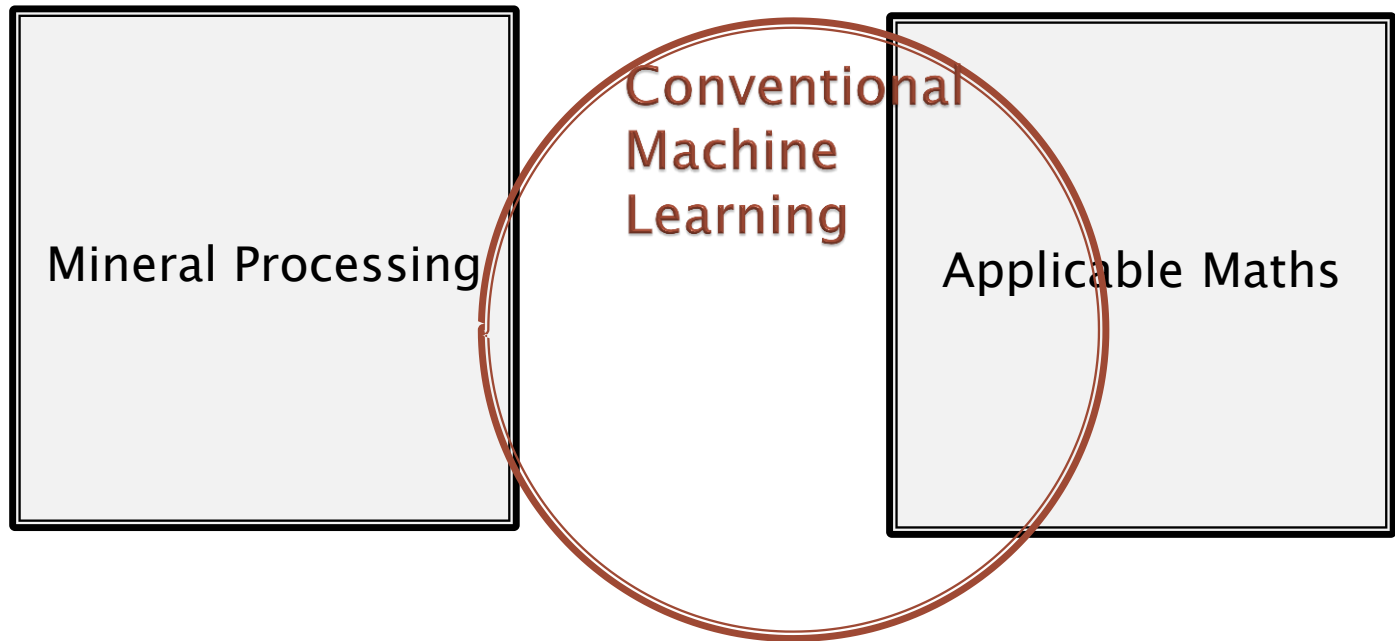 Conventional
Machine
Learning
Mineral Processing
Applicable Maths